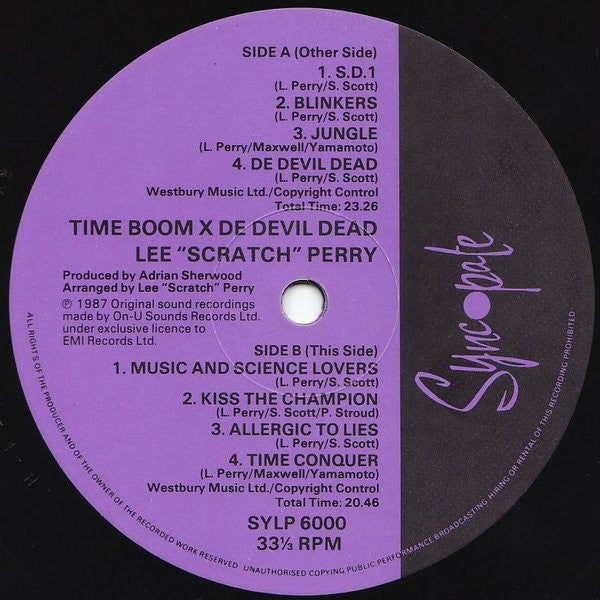 SIDE A (Other Side)
1. S.D.1
(L. Perry/S. Scott)
2. BLINKERS
(L. Perry/S. Scott)
3. JUNGLE
(L. Perry/Maxwell/Yamamoto)
4. DE DEVIL DEAD
(L. Perry/S. Scott)
Westbury Music Ltd./Copyright Control
Total Time: 23.26
TIME BOOM X DE DEVIL DEAD
LEE "SCRATCH" PERRY
Produced by Adrian Sherwood
Arranged by Lee "Scratch" Perry
℗ 1987 Original sound recordings
made by On-U Sounds Records Ltd.
under exclusive licence to
EMI Records Ltd.
SIDE B (This Side)
1. MUSIC AND SCIENCE LOVERS
(L. Perry/S. Scott)
2. KISS THE CHAMPION
(L. Perry/S. Scott/P. Stroud)
3. ALLERGIC TO LIES
(L. Perry/S. Scott)
4. TIME CONQUER
(L. Perry/Maxwell/Yamamoto)
Westbury Music Ltd./Copyright Control
Total Time: 20.46
SYLP 6000
33⅓ RPM
Syncopate
ALL RIGHTS OF THE PRODUCER AND OF THE OWNER OF THE RECORDED WORK RESERVED UNAUTHORISED COPYING PUBLIC PERFORMANCE BROADCASTING HIRING OR RENTAL OF THIS RECORDING PROHIBITED